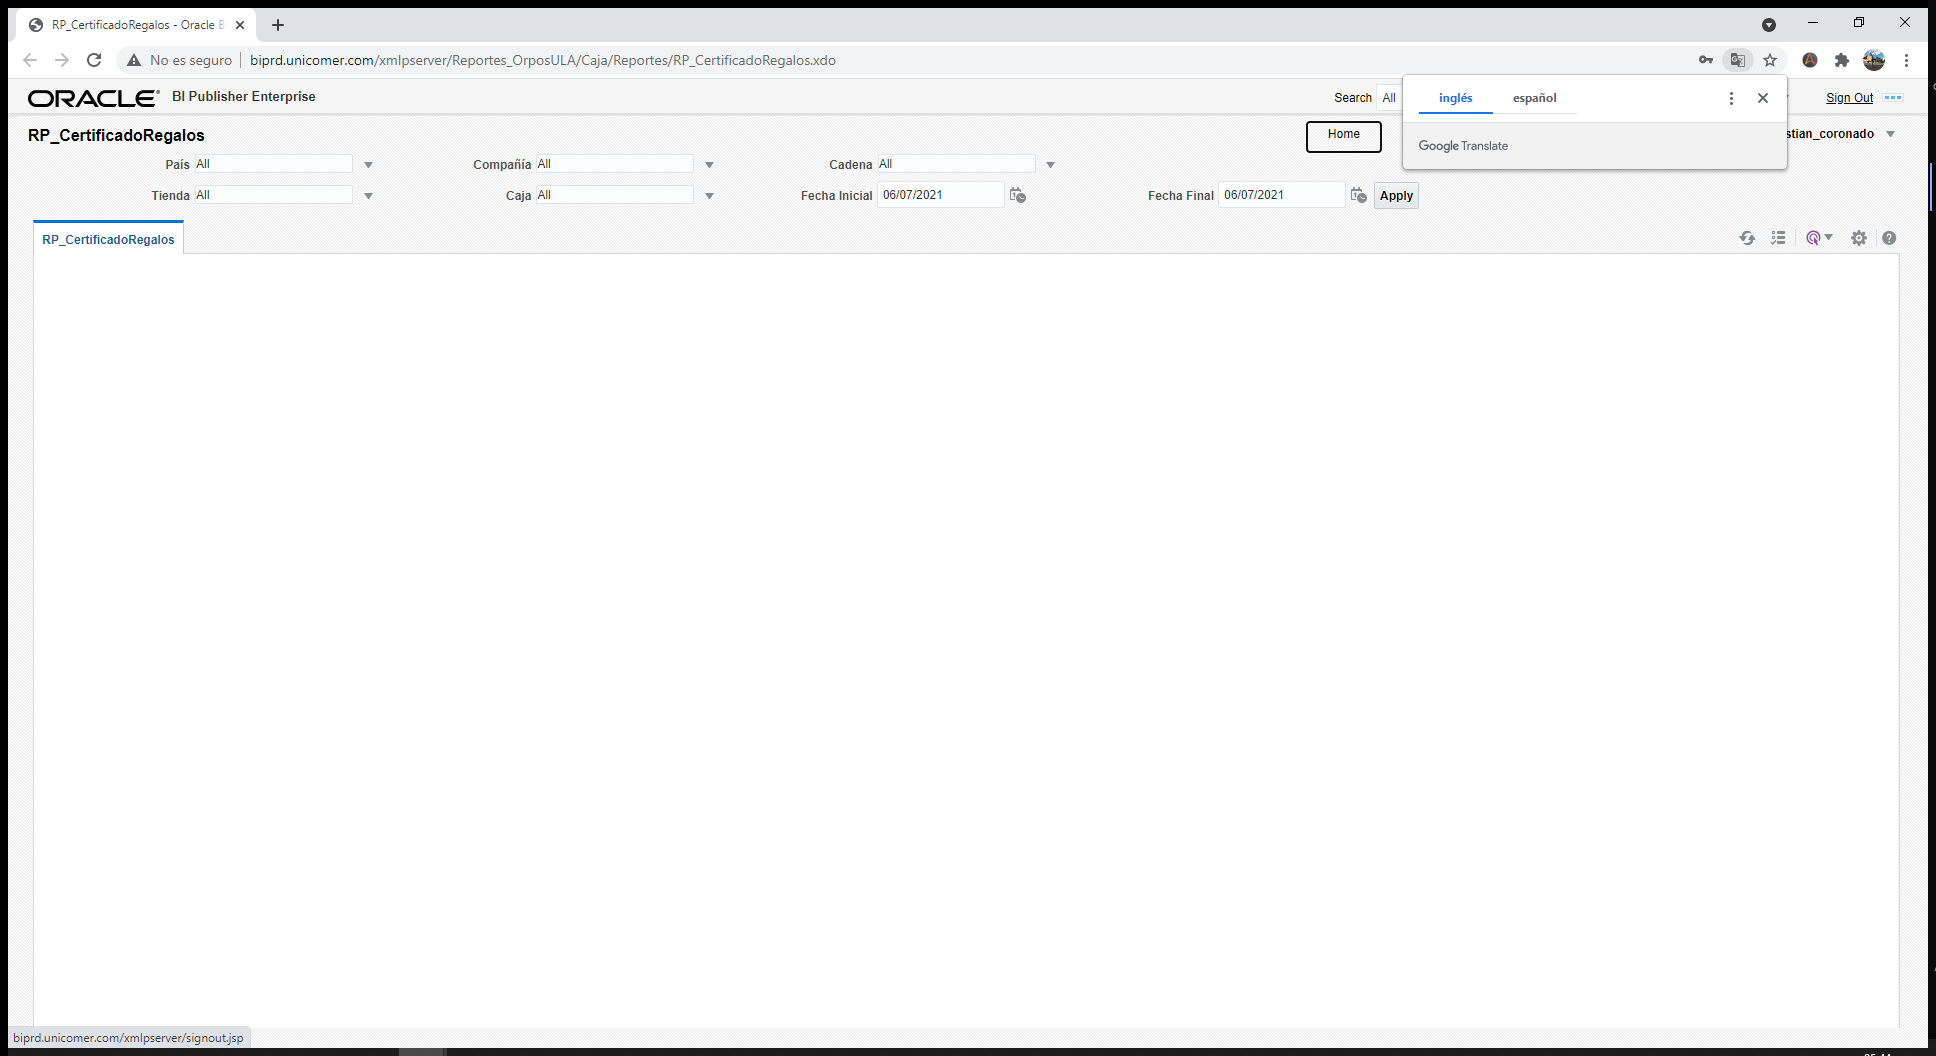 RP_CertificadoRegalos - Oracle B
No es seguro
biprd.unicomer.com/xmlpserver/Reportes_OrposULA/Caja/Reportes/RP_CertificadoRegalos.xdo
ORACLE BI Publisher Enterprise
Search All
Sign Out
inglés español
Google Translate
RP_CertificadoRegalos
Home
stian_coronado
País All
Compañía All
Cadena All
Tienda All
Caja All
Fecha Inicial 06/07/2021
Fecha Final 06/07/2021
Apply
RP_CertificadoRegalos
biprd.unicomer.com/xmlpserver/signout.jsp